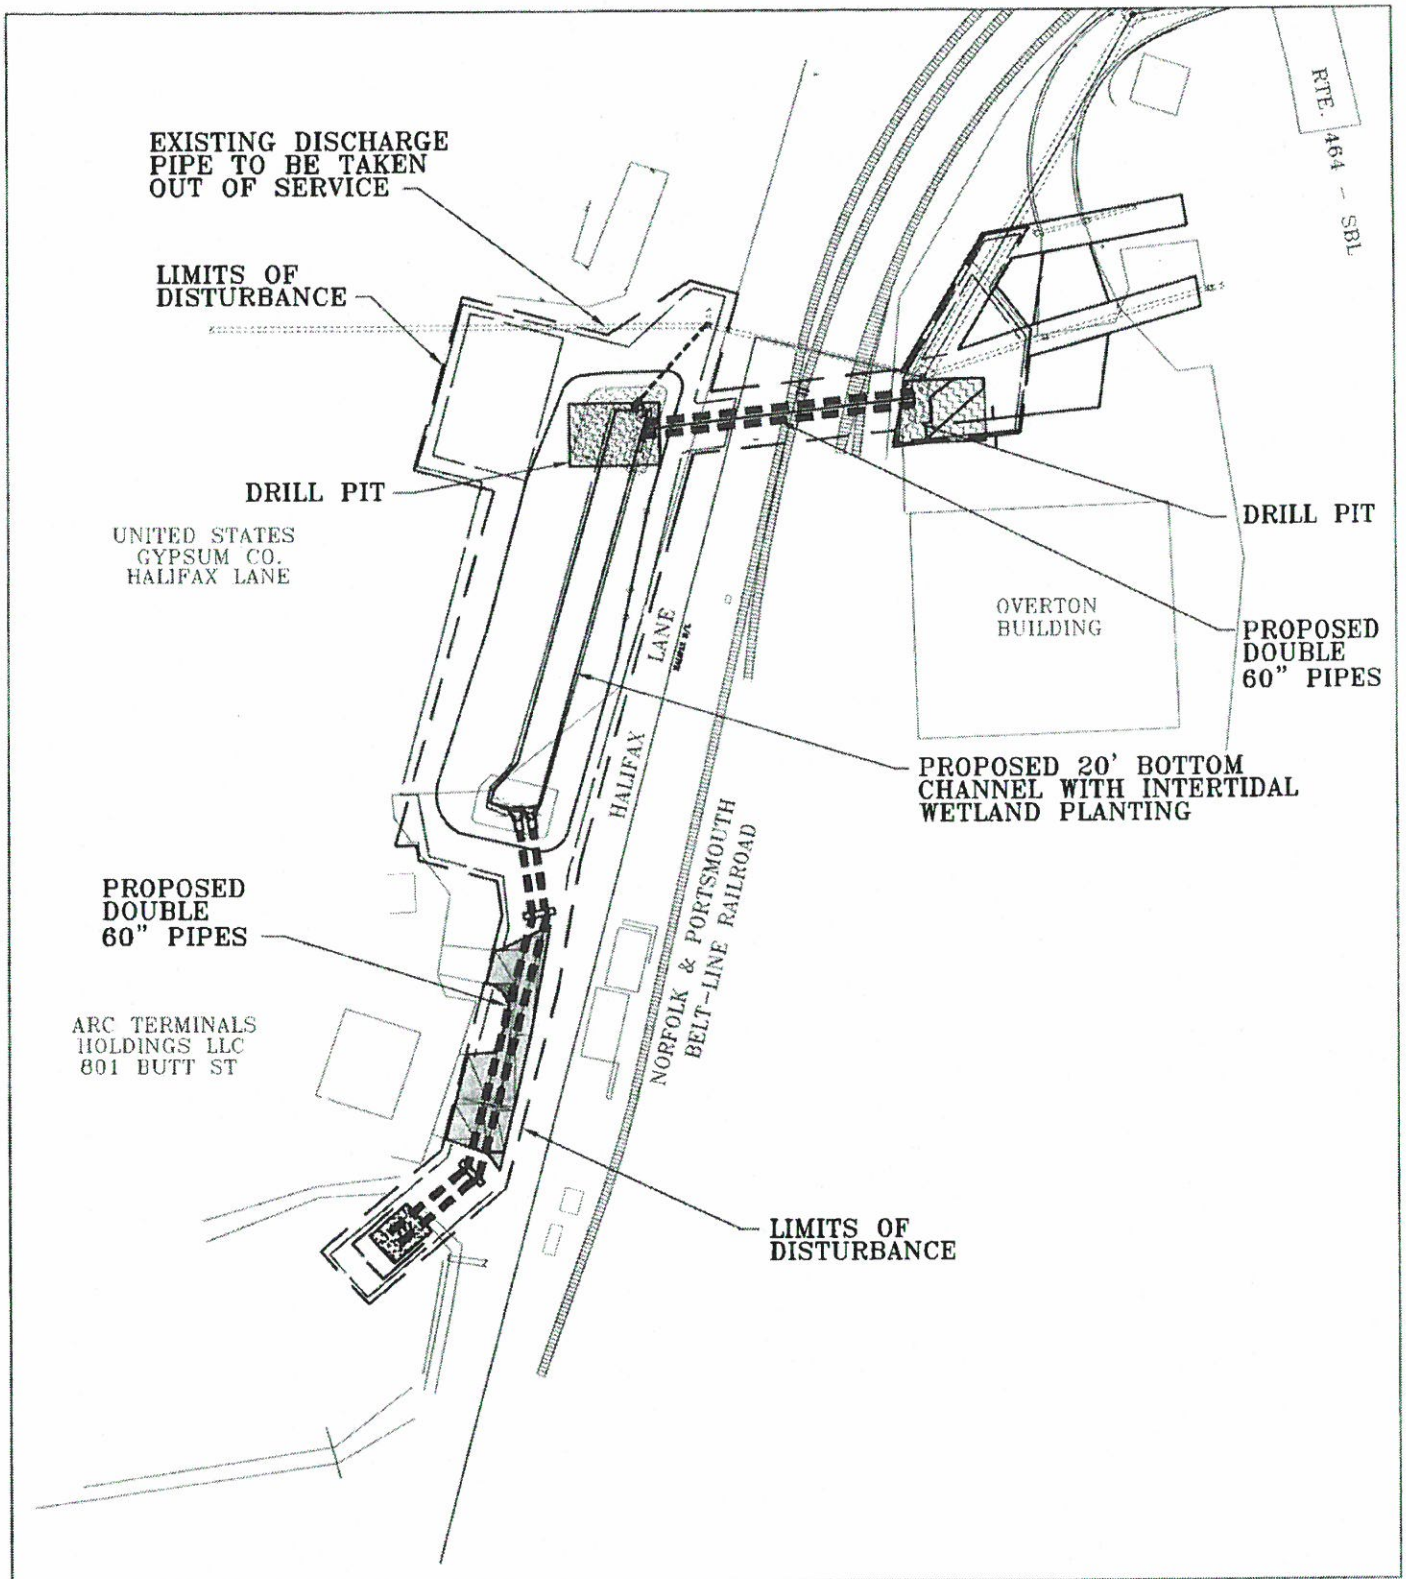 EXISTING DISCHARGE
PIPE TO BE TAKEN
OUT OF SERVICE
LIMITS OF
DISTURBANCE
RTE. 464 - SBL
DRILL PIT
UNITED STATES
GYPSUM CO.
HALIFAX LANE
DRILL PIT
OVERTON
BUILDING
PROPOSED
DOUBLE
60" PIPES
HALIFAX LANE
PROPOSED 20' BOTTOM
CHANNEL WITH INTERTIDAL
WETLAND PLANTING
NORFOLK & PORTSMOUTH
BELT-LINE RAILROAD
PROPOSED
DOUBLE
60" PIPES
ARC TERMINALS
HOLDINGS LLC
801 BUTT ST
LIMITS OF
DISTURBANCE